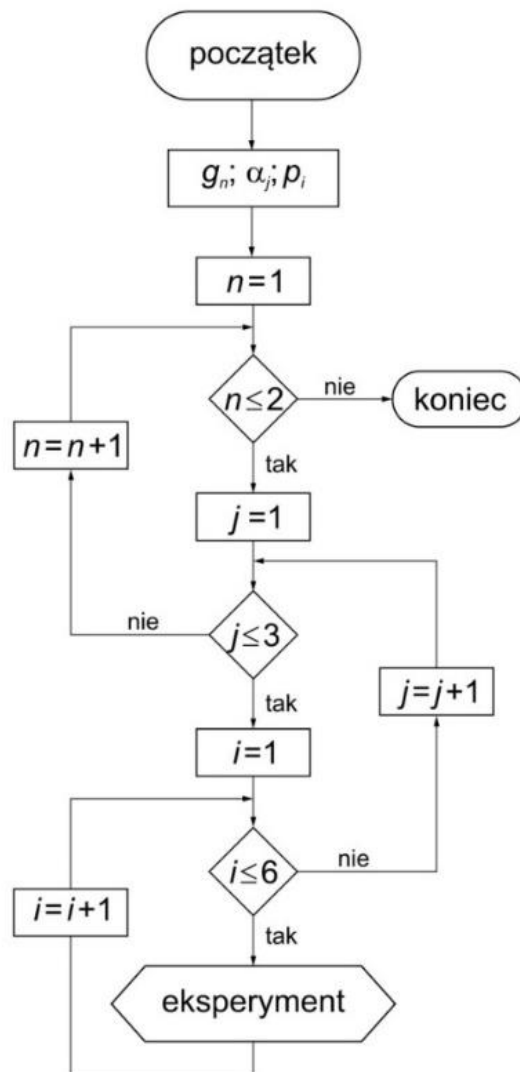 początek
gₙ; αⱼ; pᵢ
n=1
n≤2
nie
koniec
n=n+1
tak
j=1
nie
j≤3
j=j+1
tak
i=1
i≤6
nie
i=i+1
tak
eksperyment